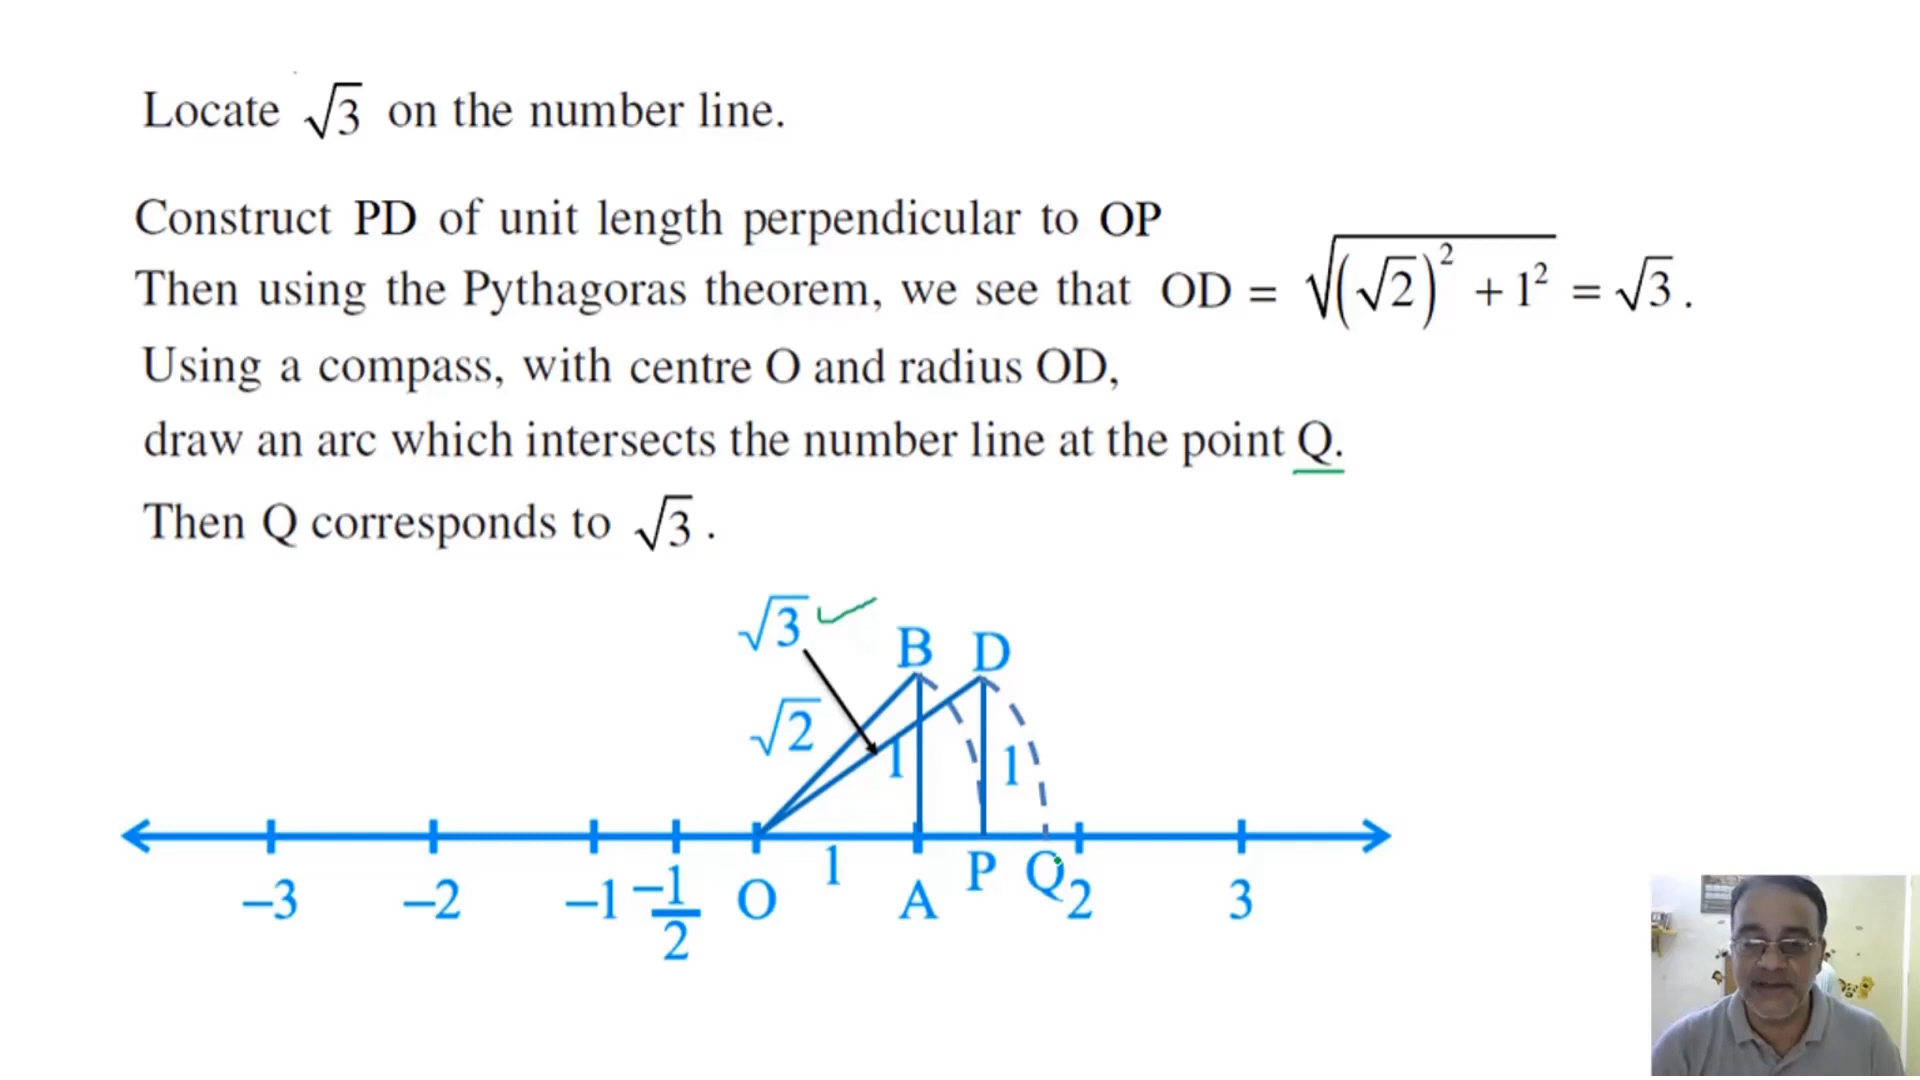 Locate √3 on the number line.
Construct PD of unit length perpendicular to OP
Then using the Pythagoras theorem, we see that OD = √((√2)² + 1²) = √3.
Using a compass, with centre O and radius OD,
draw an arc which intersects the number line at the point Q.
Then Q corresponds to √3.
√3
B D
√2
1 1
–3 –2 –1 –1/2 O 1 A P Q 2 3